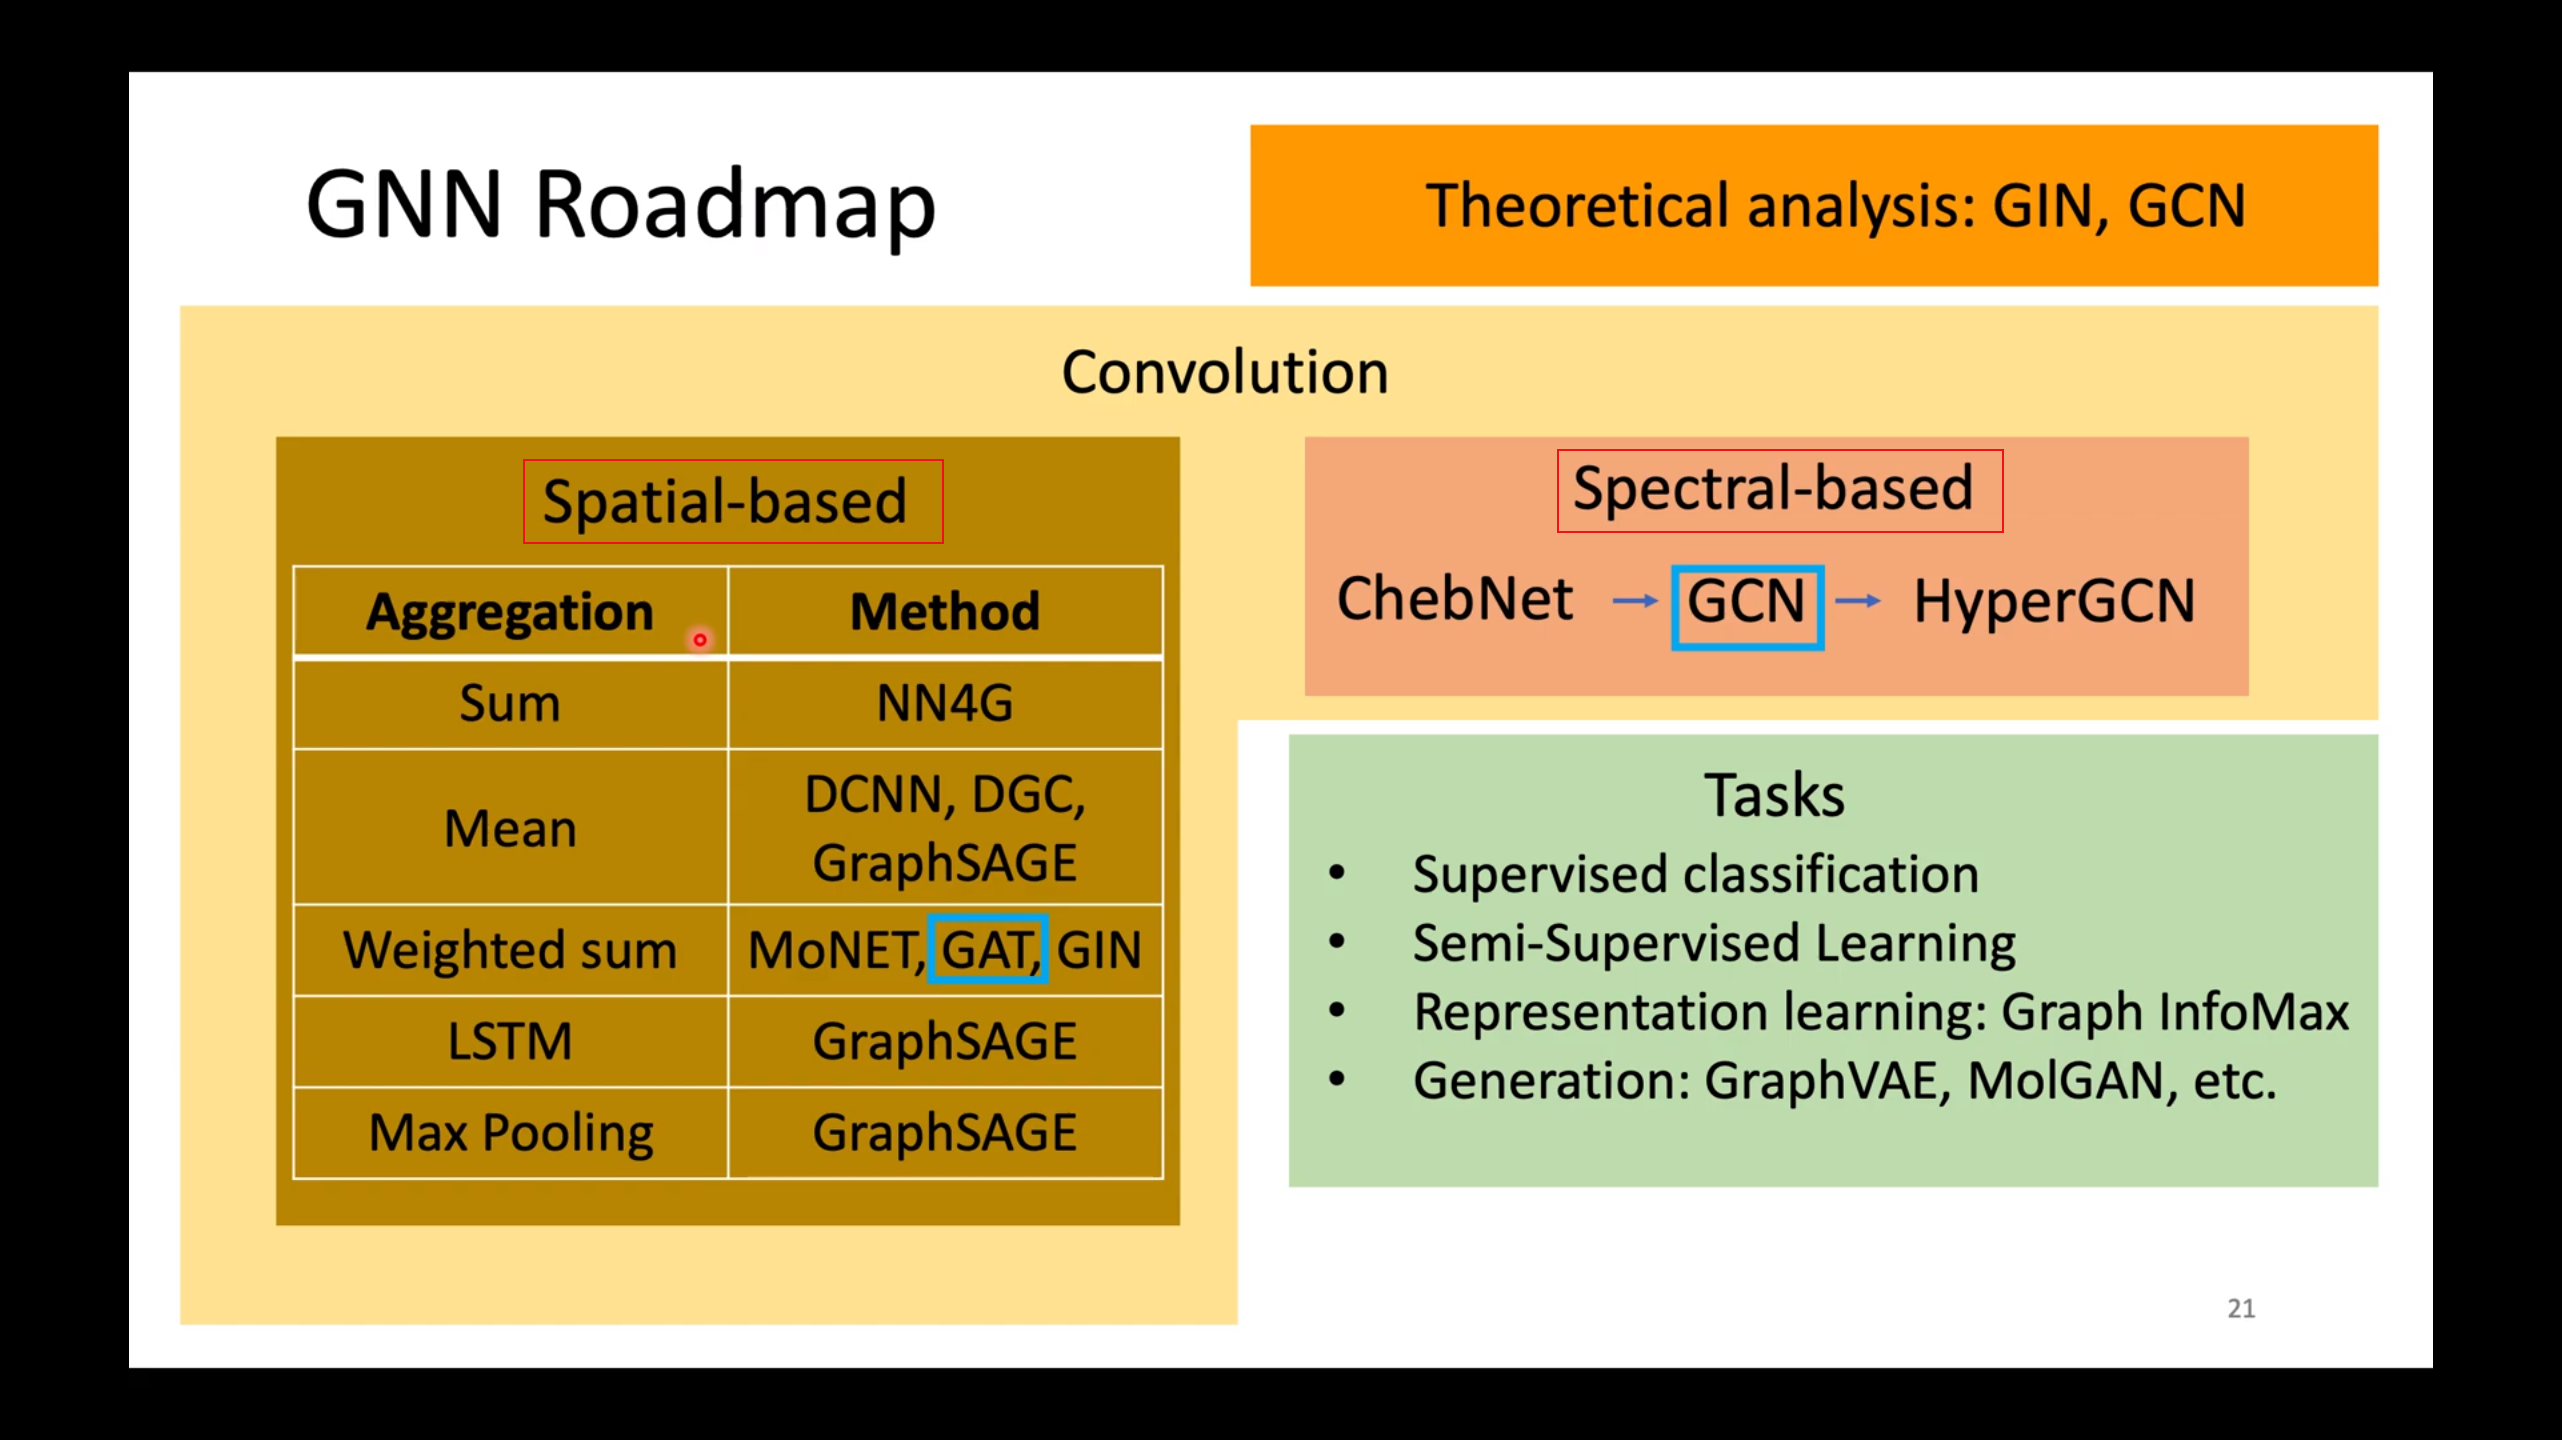 GNN Roadmap
Theoretical analysis: GIN, GCN
Convolution
Spatial-based
Aggregation Method
Sum NN4G
Mean DCNN, DGC,
GraphSAGE
Weighted sum MoNET, GAT, GIN
LSTM GraphSAGE
Max Pooling GraphSAGE
Spectral-based
ChebNet → GCN → HyperGCN
Tasks
• Supervised classification
• Semi-Supervised Learning
• Representation learning: Graph InfoMax
• Generation: GraphVAE, MolGAN, etc.
21